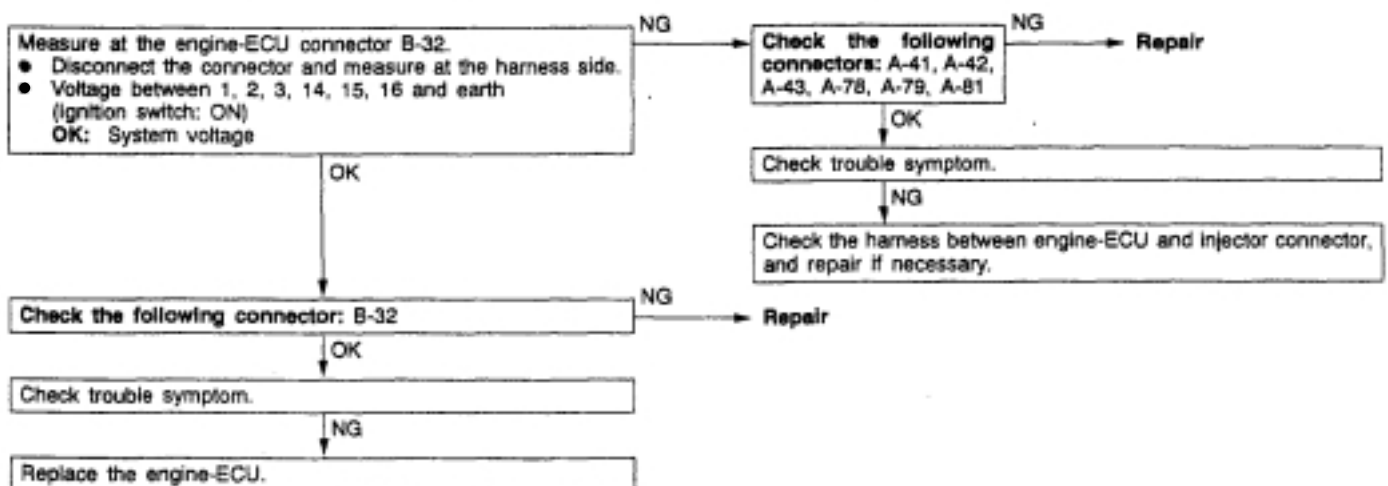 Measure at the engine-ECU connector B-32.
● Disconnect the connector and measure at the harness side.
● Voltage between 1, 2, 3, 14, 15, 16 and earth
(Ignition switch: ON)
OK: System voltage
NG
Check the following
connectors: A-41, A-42,
A-43, A-78, A-79, A-81
NG
Repair
OK
Check trouble symptom.
NG
Check the harness between engine-ECU and injector connector,
and repair if necessary.
OK
Check the following connector: B-32
NG
Repair
OK
Check trouble symptom.
NG
Replace the engine-ECU.